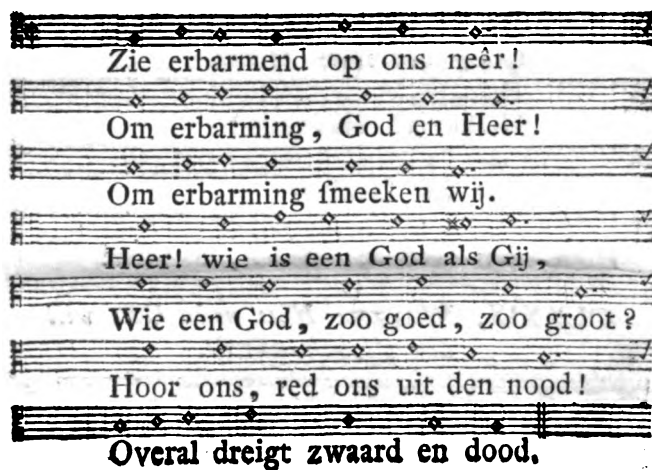 Zie erbarmend op ons neêr!
Om erbarming, God en Heer!
Om erbarming ſmeeken wij.
Heer! wie is een God als Gij,
Wie een God, zoo goed, zoo groot?
Hoor ons, red ons uit den nood!
Overal dreigt zwaard en dood.